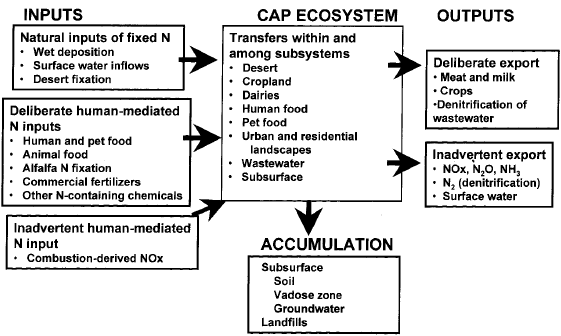 INPUTS
Natural inputs of fixed N
• Wet deposition
• Surface water inflows
• Desert fixation
Deliberate human-mediated
N inputs
• Human and pet food
• Animal food
• Alfalfa N fixation
• Commercial fertilizers
• Other N-containing chemicals
Inadvertent human-mediated
N input
• Combustion-derived NOx
CAP ECOSYSTEM
Transfers within and
among subsystems
• Desert
• Cropland
• Dairies
• Human food
• Pet food
• Urban and residential
landscapes
• Wastewater
• Subsurface
OUTPUTS
Deliberate export
• Meat and milk
• Crops
•Denitrification of
wastewater
Inadvertent export
• NOx, N₂O, NH₃
• N₂ (denitrification)
• Surface water
ACCUMULATION
Subsurface
Soil
Vadose zone
Groundwater
Landfills